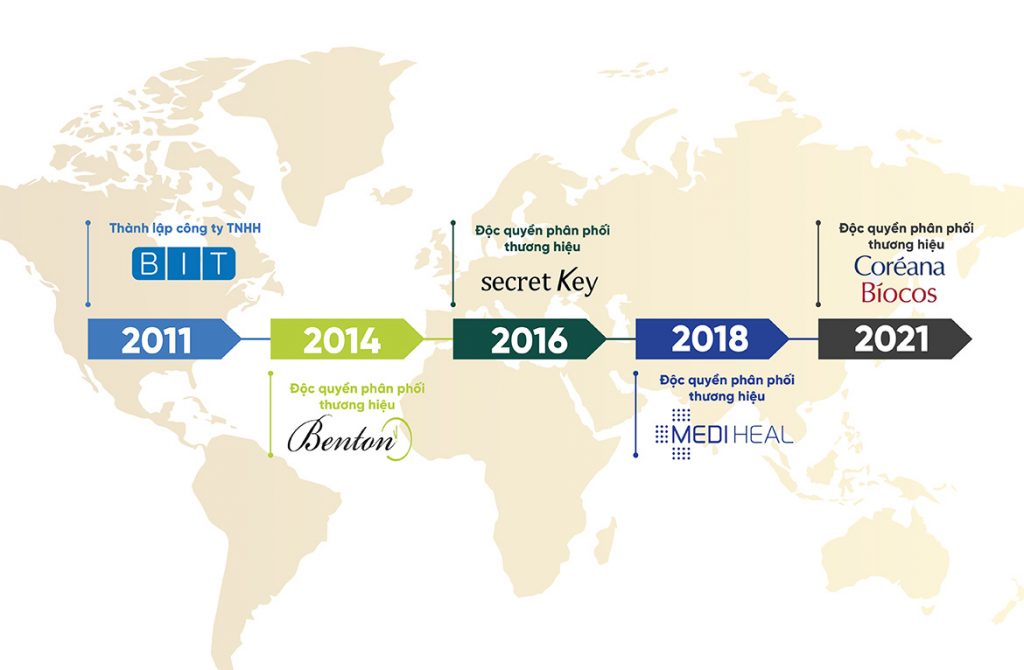 Thành lập công ty TNHH
BIT
2011
2014
Độc quyền phân phối
thương hiệu
Benton
Độc quyền phân phối
thương hiệu
secret Key
2016
2018
Độc quyền phân phối
thương hiệu
MEDIHEAL
Độc quyền phân phối
thương hiệu
Coréana
Bíocos
2021